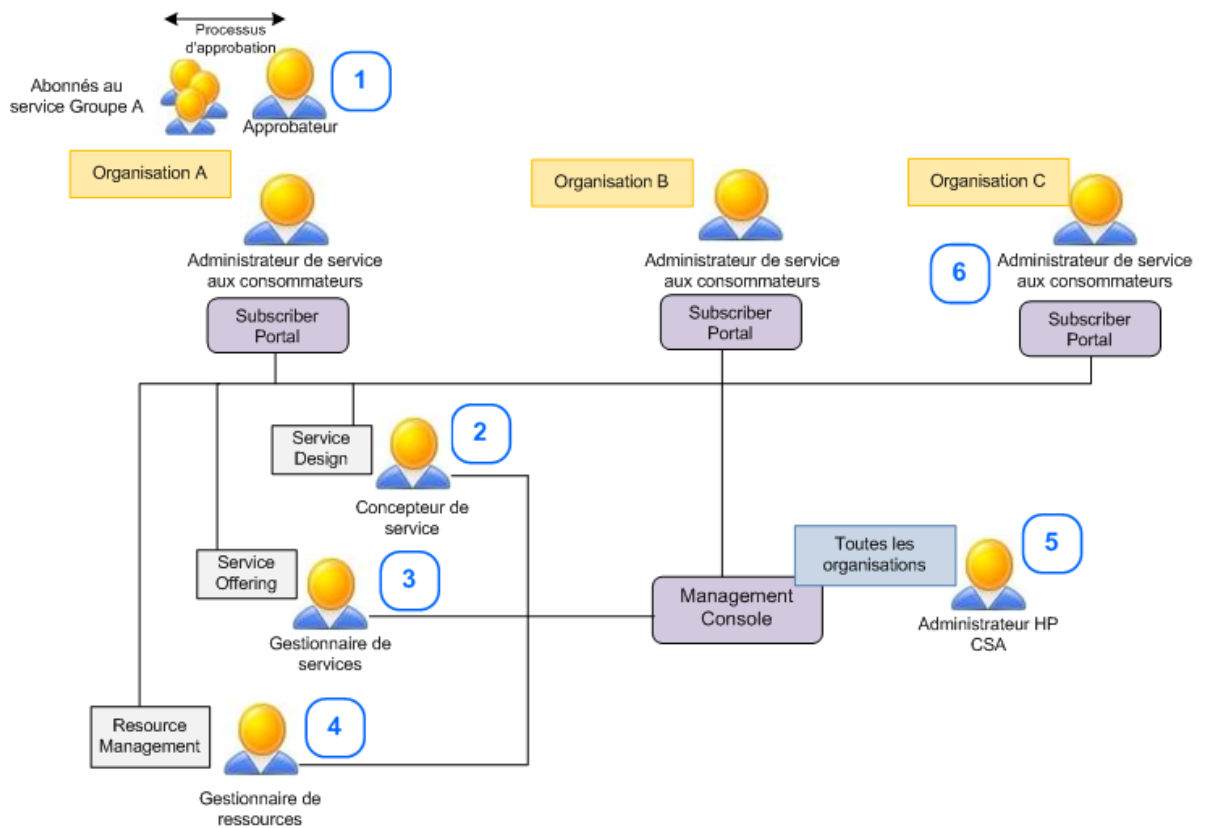 Processus
d'approbation
Abonnés au
service Groupe A
1
Approbateur
Organisation A
Organisation B
Organisation C
Administrateur de service
aux consommateurs
Administrateur de service
aux consommateurs
6
Administrateur de service
aux consommateurs
Subscriber
Portal
Subscriber
Portal
Subscriber
Portal
Service
Design
2
Concepteur de
service
Service
Offering
3
Gestionnaire de
services
Toutes les
organisations
5
Management
Console
Administrateur HP
CSA
Resource
Management
4
Gestionnaire de
ressources